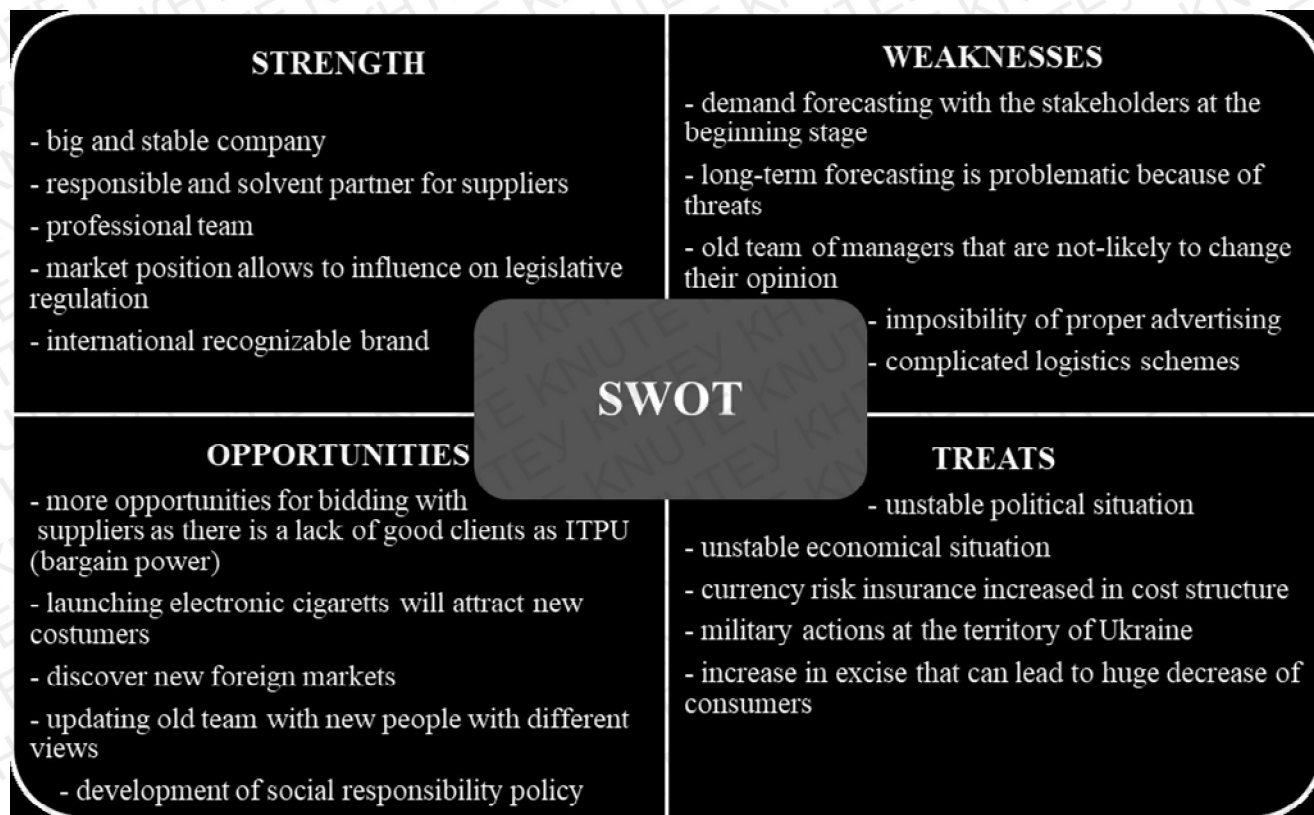 STRENGTH
- big and stable company
- responsible and solvent partner for suppliers
- professional team
- market position allows to influence on legislative
regulation
- international recognizable brand
WEAKNESSES
- demand forecasting with the stakeholders at the
beginning stage
- long-term forecasting is problematic because of
threats
- old team of managers that are not-likely to change
their opinion
- imposibility of proper advertising
- complicated logistics schemes
SWOT
OPPORTUNITIES
- more opportunities for bidding with
suppliers as there is a lack of good clients as ITPU
(bargain power)
- launching electronic cigaretts will attract new
costumers
- discover new foreign markets
- updating old team with new people with different
views
- development of social responsibility policy
TREATS
- unstable political situation
- unstable economical situation
- currency risk insurance increased in cost structure
- military actions at the territory of Ukraine
- increase in excise that can lead to huge decrease of
consumers